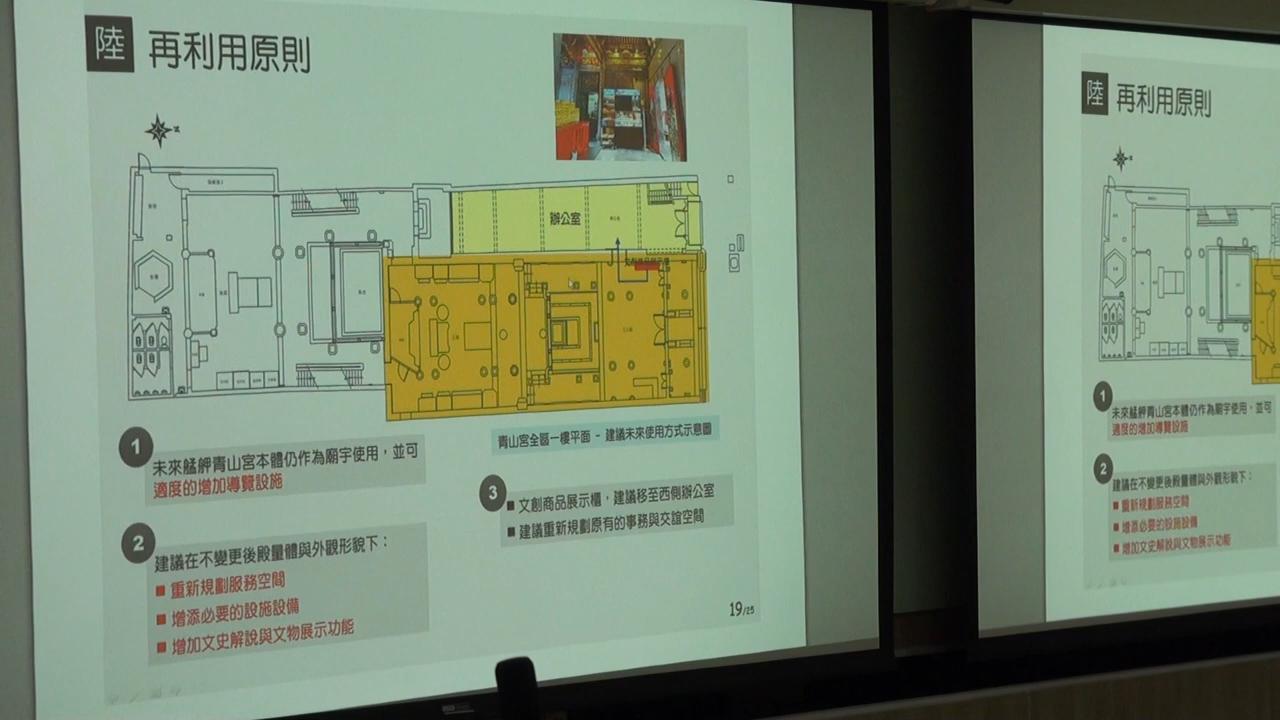 陸 再利用原則
N
辦公室
青山宮全區一樓平面 - 建議未來使用方式示意圖
1
未來艋舺青山宮本體仍作為廟宇使用，並可
適度的增加導覽設施
2
建議在不變更後殿量體與外觀形貌下：
■ 重新規劃服務空間
■ 增添必要的設施設備
■ 增加文史解說與文物展示功能
3
■ 文創商品展示櫃，建議移至西側辦公室
■ 建議重新規劃原有的事務與交誼空間
19/25
陸 再利用原則
1
未來艋舺青山宮本體仍作為廟宇使用，並可
適度的增加導覽設施
2
建議在不變更後殿量體與外觀形貌下：
■ 重新規劃服務空間
■ 增添必要的設施設備
■ 增加文史解說與文物展示功能